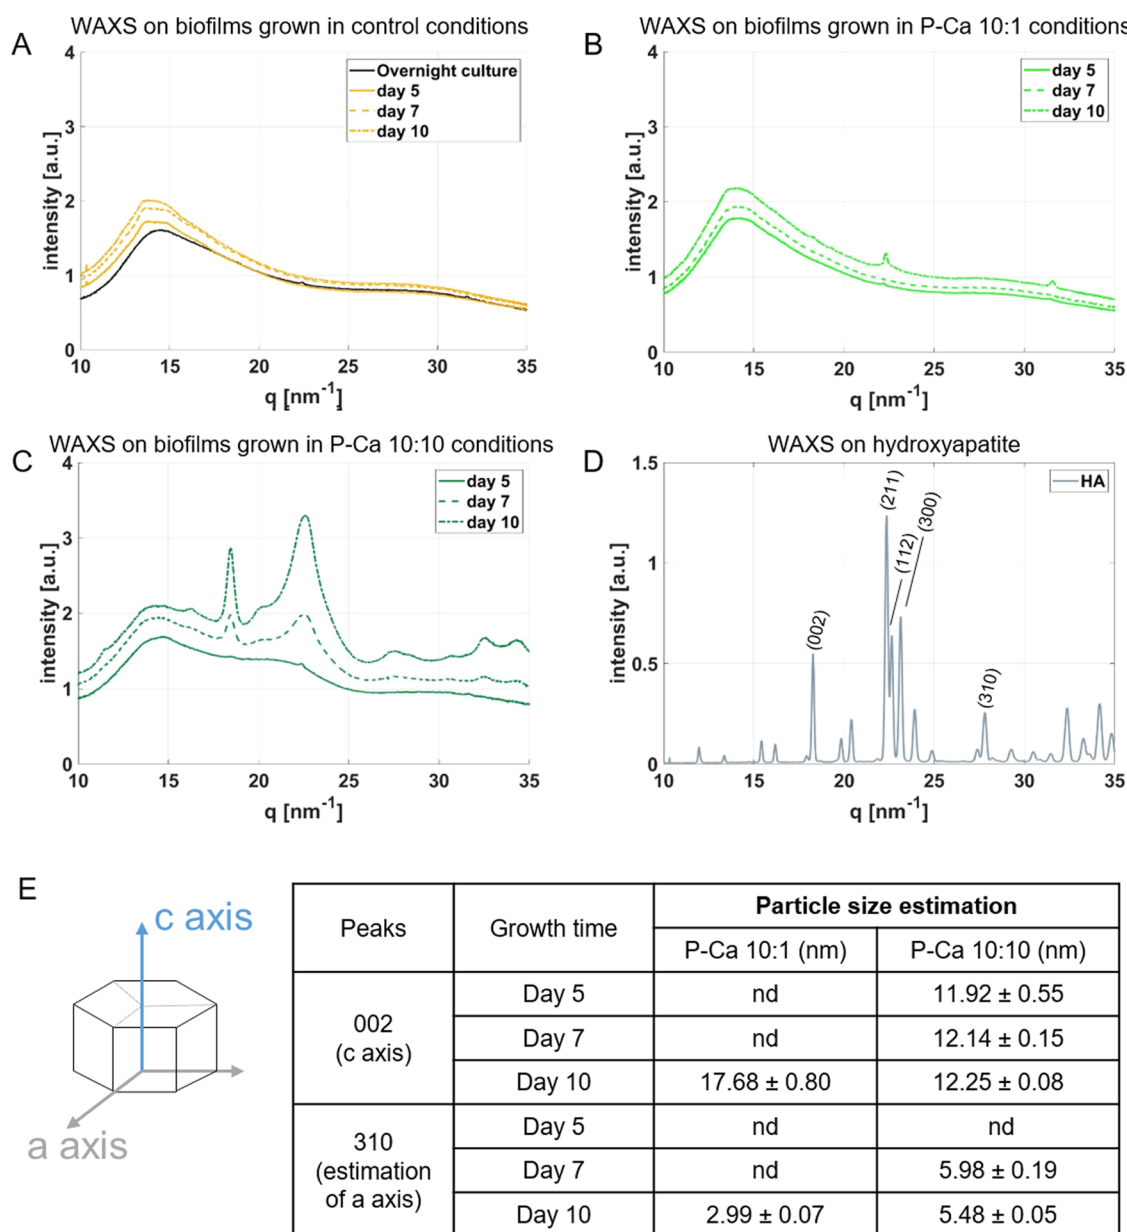 A
WAXS on biofilms grown in control conditions
4
3
2
1
0
10
15
20
25
30
35
intensity [a.u.]
q [nm⁻¹]
Overnight culture
day 5
day 7
day 10
B
WAXS on biofilms grown in P-Ca 10:1 conditions
4
3
2
1
0
10
15
20
25
30
35
intensity [a.u.]
q [nm⁻¹]
day 5
day 7
day 10
C
WAXS on biofilms grown in P-Ca 10:10 conditions
4
3
2
1
0
10
15
20
25
30
35
intensity [a.u.]
q [nm⁻¹]
day 5
day 7
day 10
D
WAXS on hydroxyapatite
1.5
1
0.5
0
10
15
20
25
30
35
intensity [a.u.]
q [nm⁻¹]
HA
(002)
(211)
(112)
(300)
(310)
E
c axis
a axis
Peaks
Growth time
Particle size estimation
P-Ca 10:1 (nm)
P-Ca 10:10 (nm)
002
(c axis)
Day 5
nd
11.92 ± 0.55
Day 7
nd
12.14 ± 0.15
Day 10
17.68 ± 0.80
12.25 ± 0.08
310
(estimation
of a axis)
Day 5
nd
nd
Day 7
nd
5.98 ± 0.19
Day 10
2.99 ± 0.07
5.48 ± 0.05